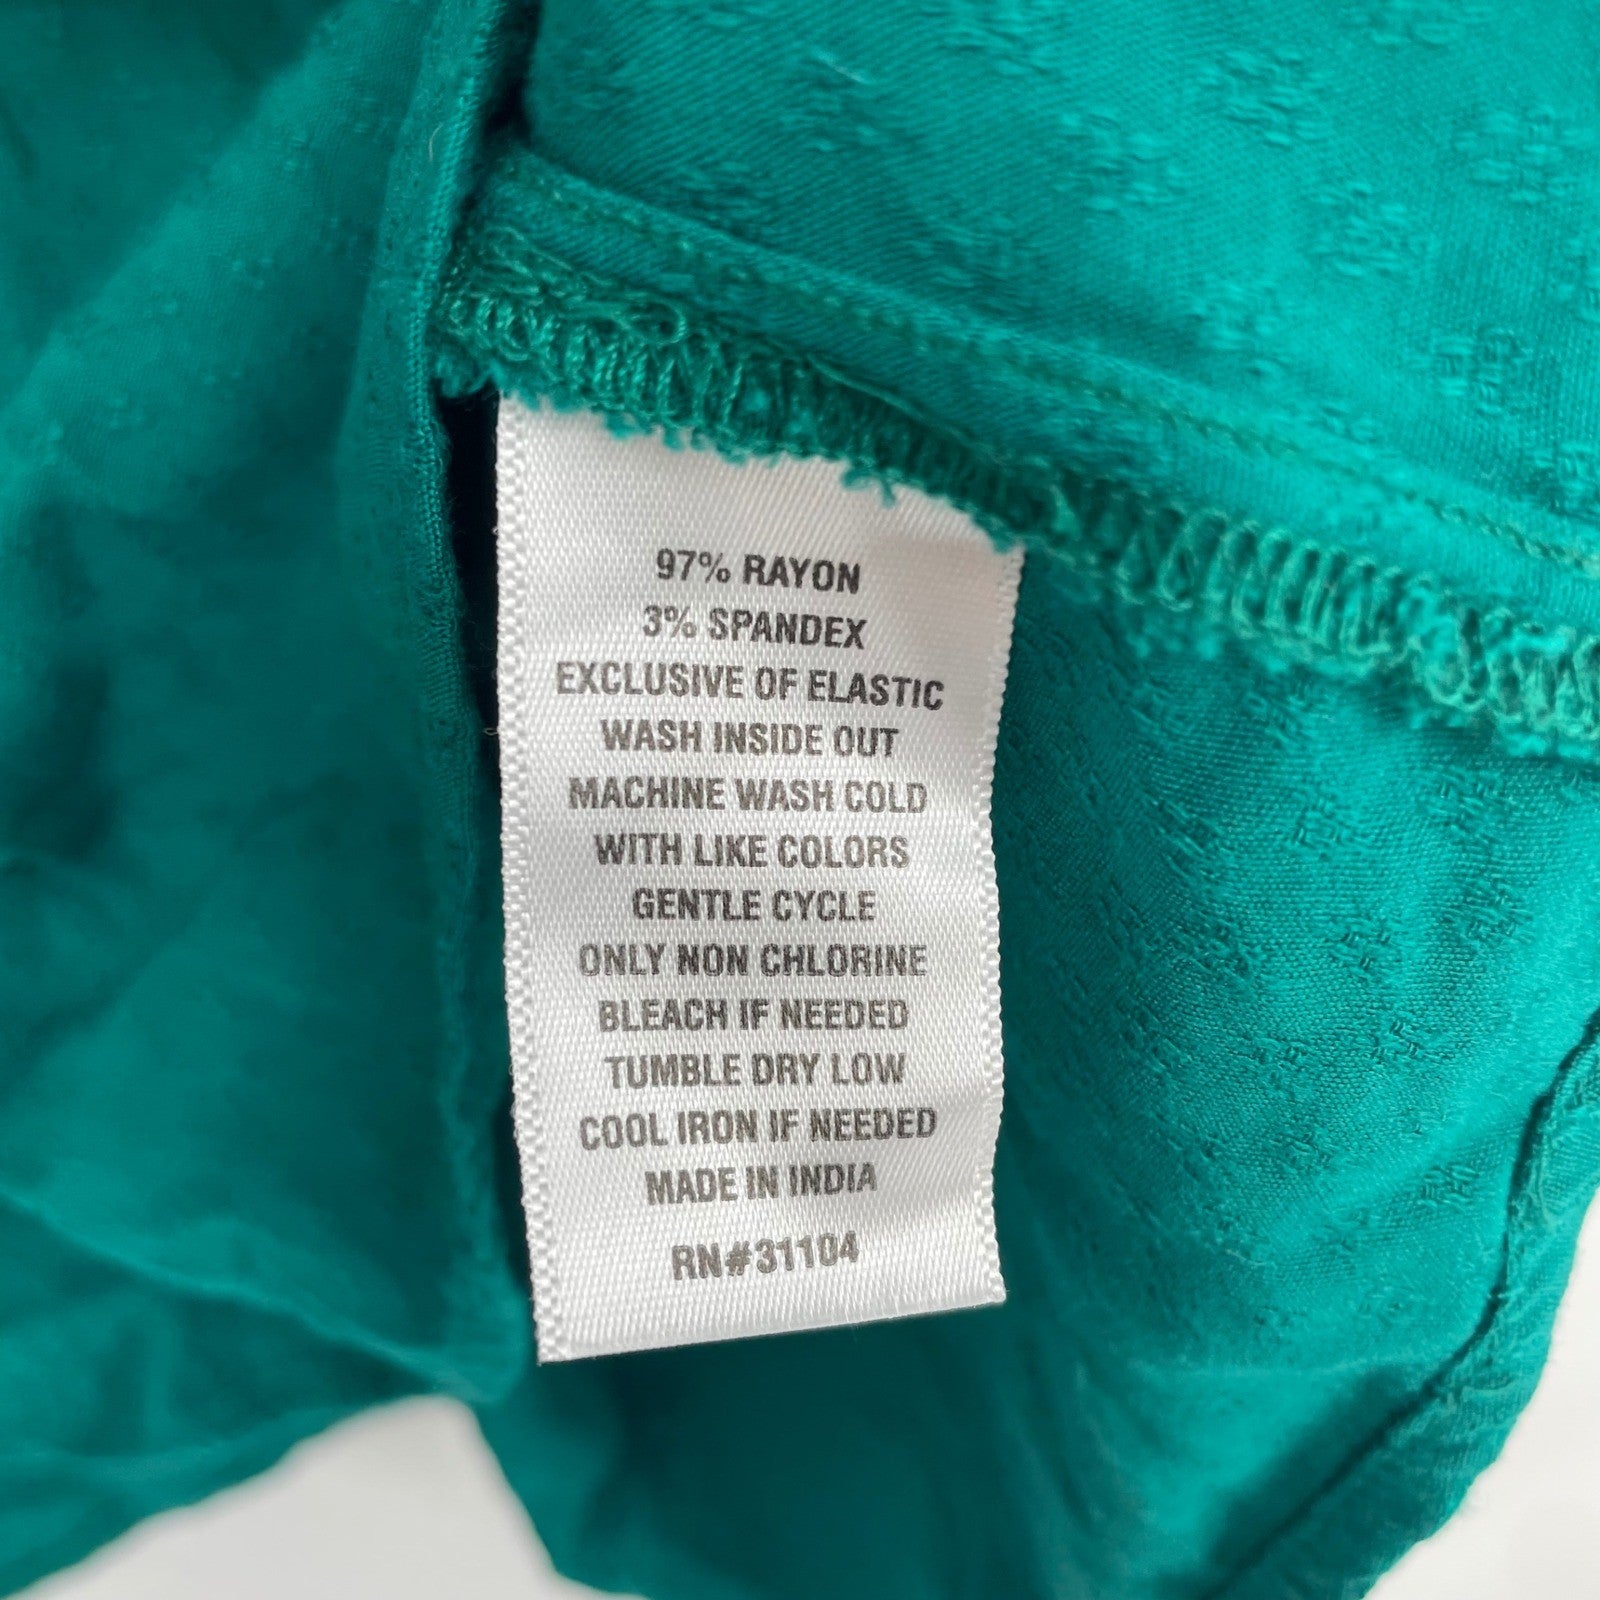 97% RAYON
3% SPANDEX
EXCLUSIVE OF ELASTIC
WASH INSIDE OUT
MACHINE WASH COLD
WITH LIKE COLORS
GENTLE CYCLE
ONLY NON CHLORINE
BLEACH IF NEEDED
TUMBLE DRY LOW
COOL IRON IF NEEDED
MADE IN INDIA
RN#31104